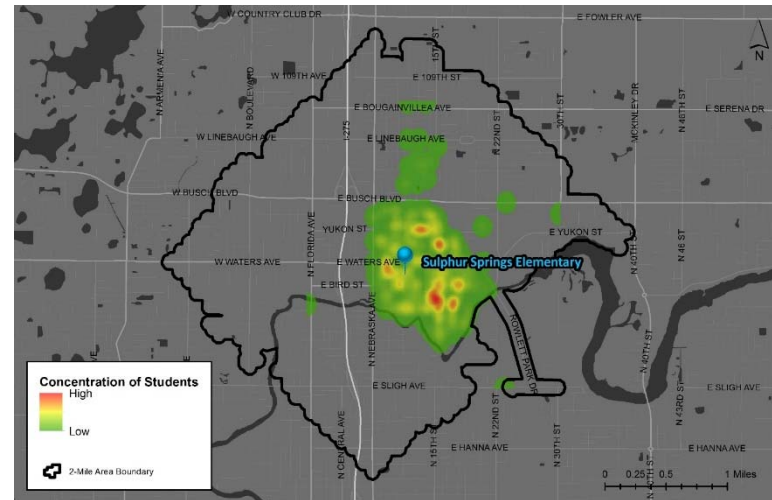 W COUNTRY CLUB DR
E FOWLER AVE
15TH ST
N
N ARMENIA AVE
N BOULEVARD
W 109TH AVE
E 109TH ST
I-275
30TH ST
MCKINLEY DR
N 48TH ST
E BOUGAINVILLEA AVE
E SERENA DR
W LINEBAUGH AVE
E LINEBAUGH AVE
N 22ND ST
W BUSCH BLVD
E BUSCH BLVD
N FLORIDA AVE
YUKON ST
E YUKON ST
W WATERS AVE
E WATERS AVE
Sulphur Springs Elementary
N 40TH ST
N 46 ST
E BIRD ST
N NEBRASKA AVE
ROWLETT PARK DR
N 40TH ST
Concentration of Students
High
Low
2-Mile Area Boundary
E SLIGH AVE
E SLIGH AVE
N 22ND ST
N 43RD ST
N CENTRAL AVE
N 15TH ST
E HANNA AVE
N 30TH ST
E HANNA AVE
0 0.25 0.5 1 Miles